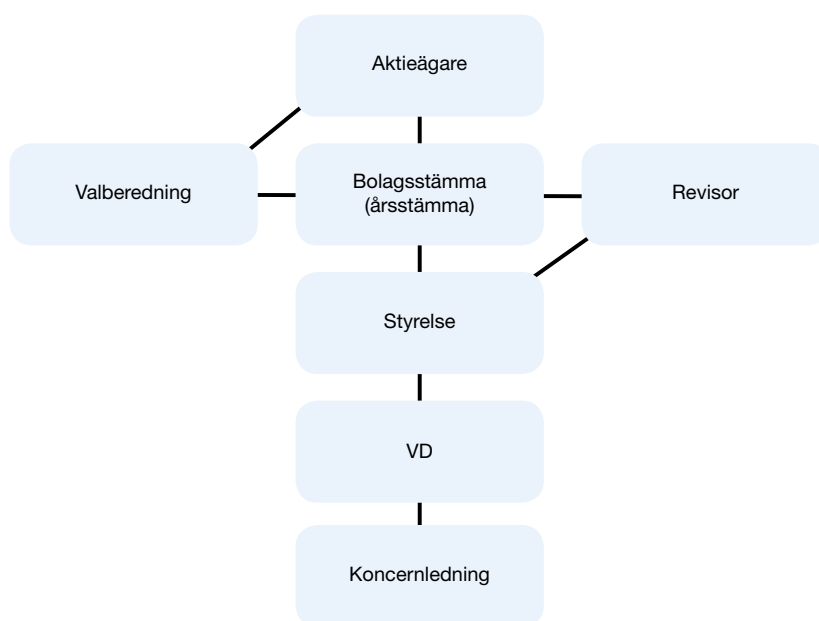 Aktieägare
Valberedning
Bolagsstämma
(årsstämma)
Revisor
Styrelse
VD
Koncernledning